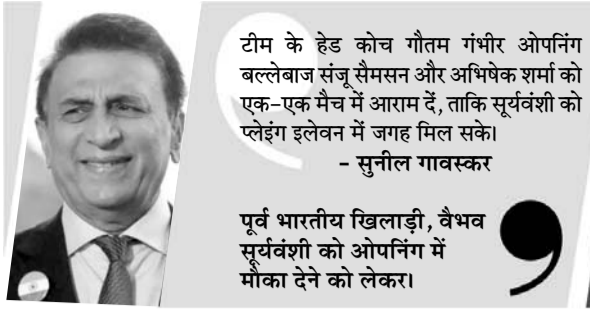 टीम के हेड कोच गौतम गंभीर ओपनिंग
बल्लेबाज संजू सैमसन और अभिषेक शर्मा को
एक-एक मैच में आराम दें, ताकि सूर्यवंशी को
प्लेइंग इलेवन में जगह मिल सके।
- सुनील गावस्कर
पूर्व भारतीय खिलाड़ी, वैभव
सूर्यवंशी को ओपनिंग में
मौका देने को लेकर।